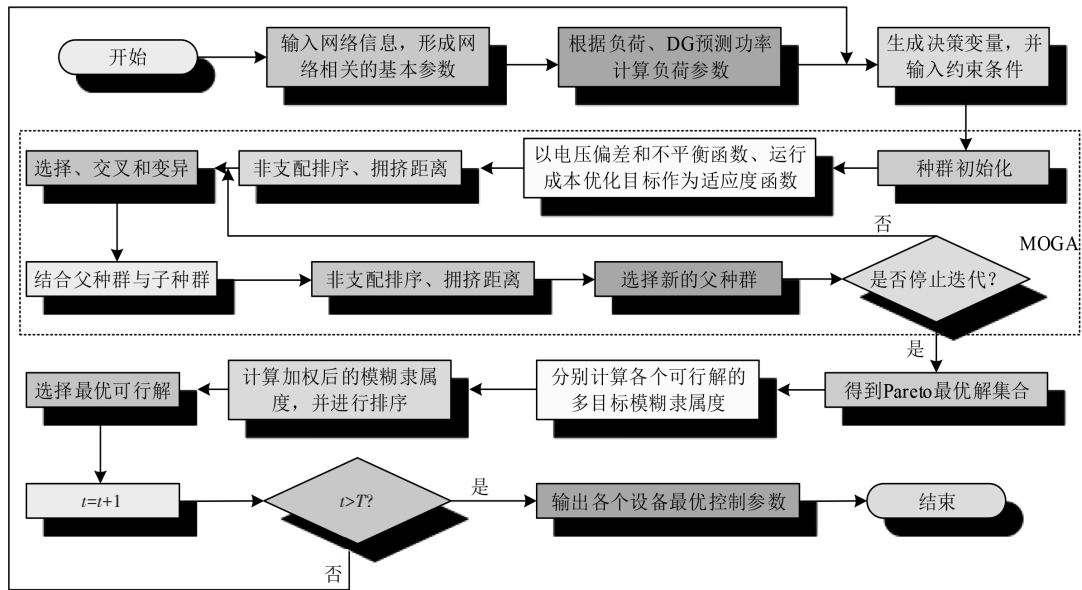 开始
输入网络信息，形成网
络相关的基本参数
根据负荷、DG预测功率
计算负荷参数
生成决策变量，并
输入约束条件
选择、交叉和变异
非支配排序、拥挤距离
以电压偏差和不平衡函数、运行
成本优化目标作为适应度函数
种群初始化
否
MOGA
结合父种群与子种群
非支配排序、拥挤距离
选择新的父种群
是否停止迭代？
是
选择最优可行解
计算加权后的模糊隶属
度，并进行排序
分别计算各个可行解的
多目标模糊隶属度
得到Pareto最优解集合
t=t+1
t>T?
是
输出各个设备最优控制参数
结束
否